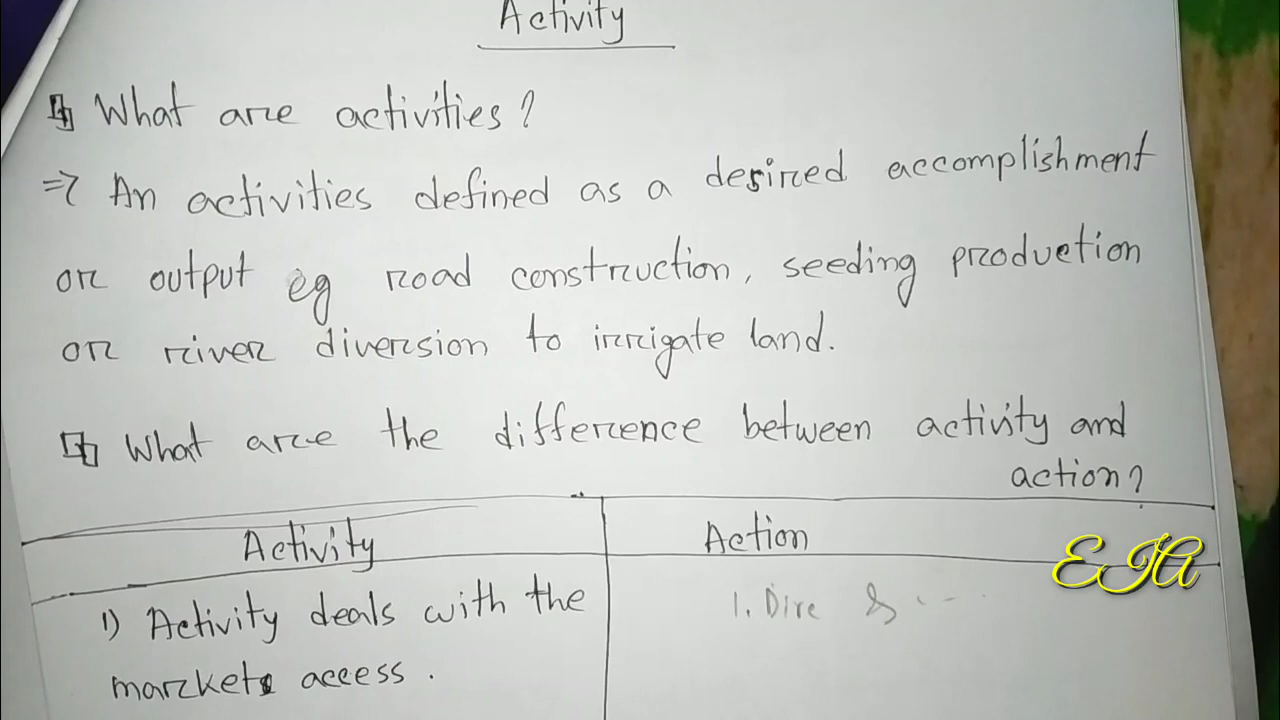 Activity
What are activities?
⇒ An activities defined as a desired accomplishment
or output eg road construction, seeding production
or river diversion to irrigate land.
What are the difference between activity and
action?
Activity
Action
1) Activity deals with the
markets access.
1. Dire
EIA